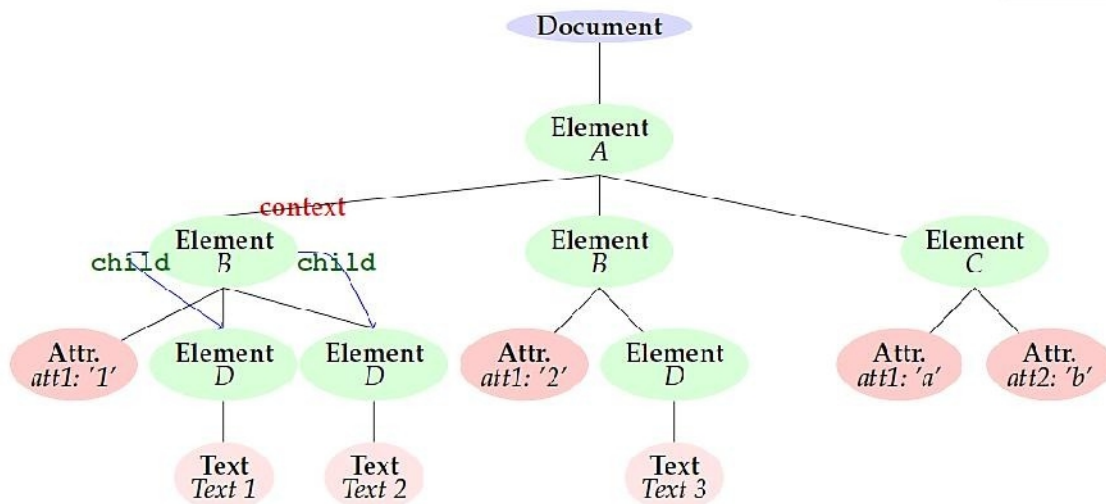 Document
Element
A
context
Element
B
Element
B
Element
C
child
child
Attr.
att1: '1'
Element
D
Element
D
Attr.
att1: '2'
Element
D
Attr.
att1: 'a'
Attr.
att2: 'b'
Text
Text 1
Text
Text 2
Text
Text 3